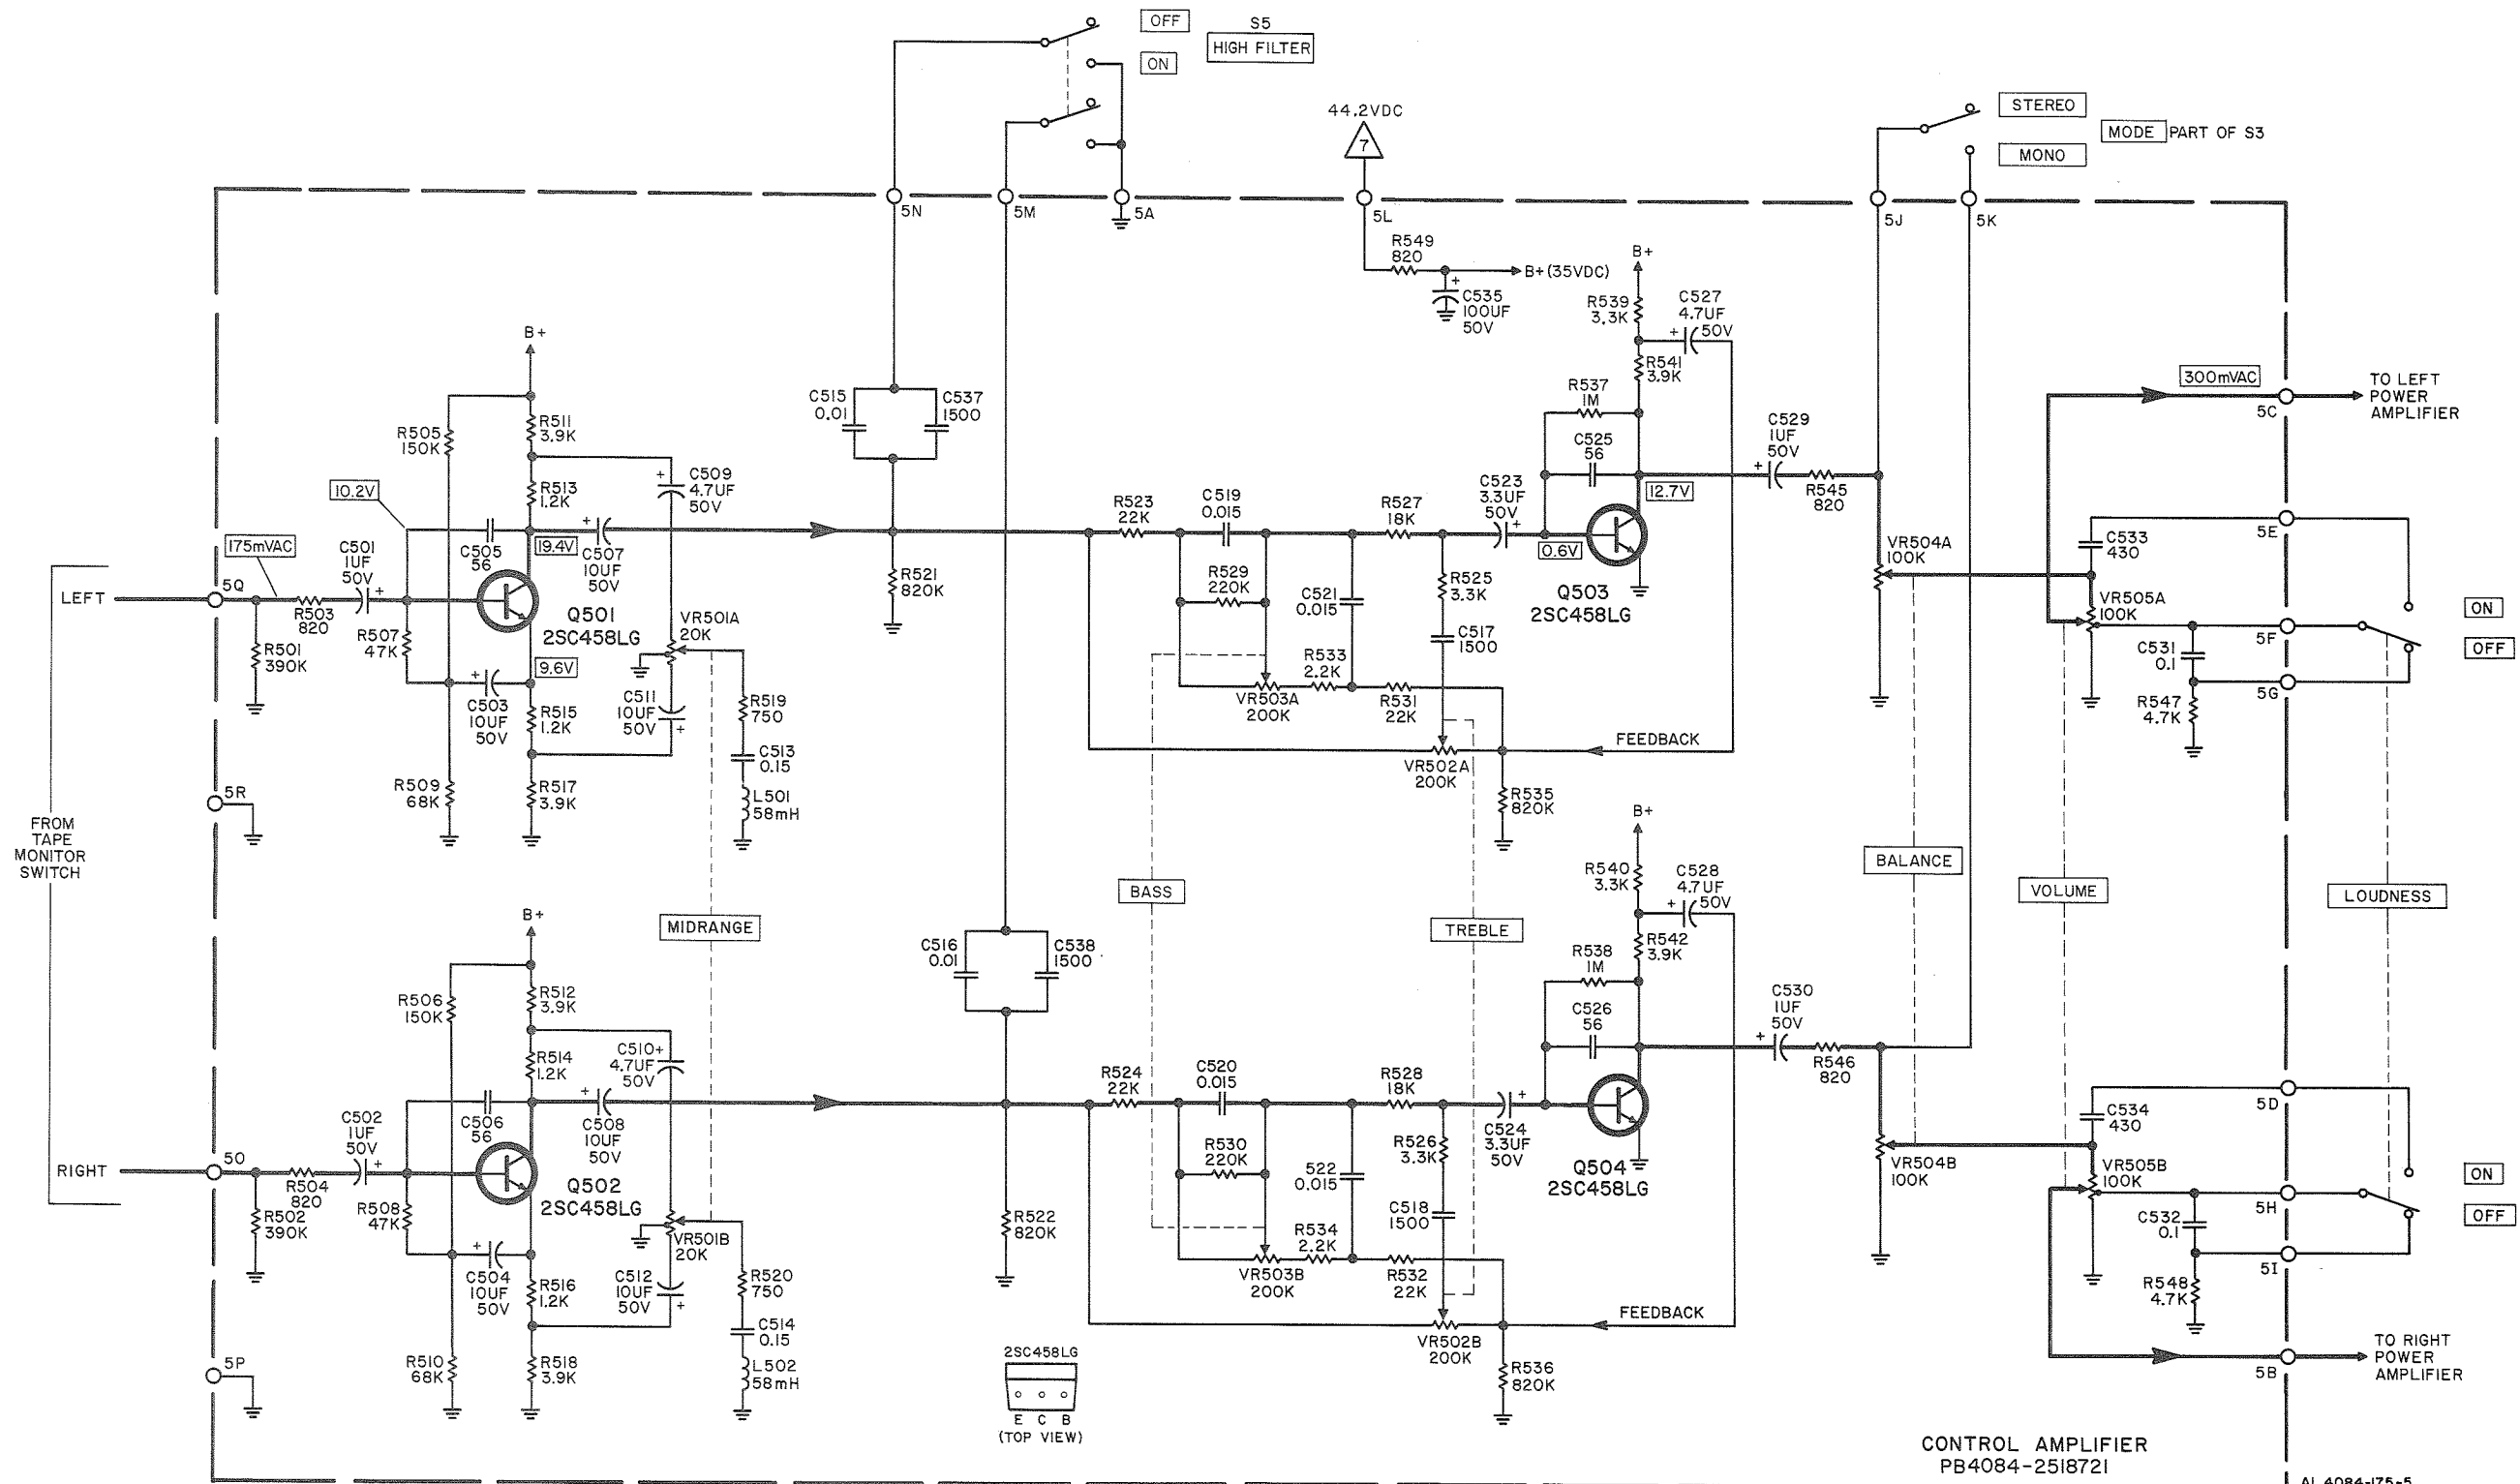 OFF
S5
HIGH FILTER
ON
44.2VDC
7
STEREO
MODE PART OF S3
MONO
5N
5M
5A
5L
5J
5K
R549
820
B+(35VDC)
C535
100UF
50V
B+
R539
3.3K
C527
4.7UF
50V
R541
3.9K
R537
1M
C525
56
C529
1UF
50V
R545
820
12.7V
300mVAC
5C
TO LEFT
POWER
AMPLIFIER
B+
R511
3.9K
R505
150K
10.2V
R513
1.2K
C509
4.7UF
50V
C515
0.01
C537
1500
175mVAC
C501
1UF
50V
C505
56
19.4V
C507
10UF
50V
LEFT
5Q
R503
820
R501
390K
R507
47K
Q501
2SC458LG
9.6V
VR501A
20K
C503
10UF
50V
R515
1.2K
C511
10UF
50V
R519
750
C513
0.15
L501
58mH
R509
68K
R517
3.9K
5R
R521
820K
R523
22K
C519
0.015
R529
220K
C521
0.015
R527
18K
C523
3.3UF
50V
R525
3.3K
C517
1500
0.6V
Q503
2SC458LG
R533
2.2K
VR503A
200K
R531
22K
VR502A
200K
FEEDBACK
R535
820K
VR504A
100K
C533
430
VR505A
100K
5E
5F
5G
C531
0.1
R547
4.7K
ON
OFF
FROM
TAPE
MONITOR
SWITCH
MIDRANGE
BASS
TREBLE
BALANCE
VOLUME
LOUDNESS
B+
R540
3.3K
C528
4.7UF
50V
R542
3.9K
R538
1M
C526
56
C530
1UF
50V
R546
820
B+
R512
3.9K
R506
150K
R514
1.2K
C510+
4.7UF
50V
C516
0.01
C538
1500
C502
1UF
50V
C506
56
C508
10UF
50V
RIGHT
5O
R504
820
R502
390K
R508
47K
Q502
2SC458LG
VR501B
20K
C504
10UF
50V
R516
1.2K
C512
10UF
50V
R520
750
C514
0.15
L502
58mH
R510
68K
R518
3.9K
5P
R522
820K
R524
22K
C520
0.015
R530
220K
522
0.015
R528
18K
R526
3.3K
C518
1500
C524
3.3UF
50V
Q504
2SC458LG
R534
2.2K
VR503B
200K
R532
22K
VR502B
200K
FEEDBACK
R536
820K
VR504B
100K
C534
430
VR505B
100K
5D
5H
5I
C532
0.1
R548
4.7K
ON
OFF
5B
TO RIGHT
POWER
AMPLIFIER
2SC458LG
E C B
(TOP VIEW)
CONTROL AMPLIFIER
PB4084-2518721
AL 4084-175-5